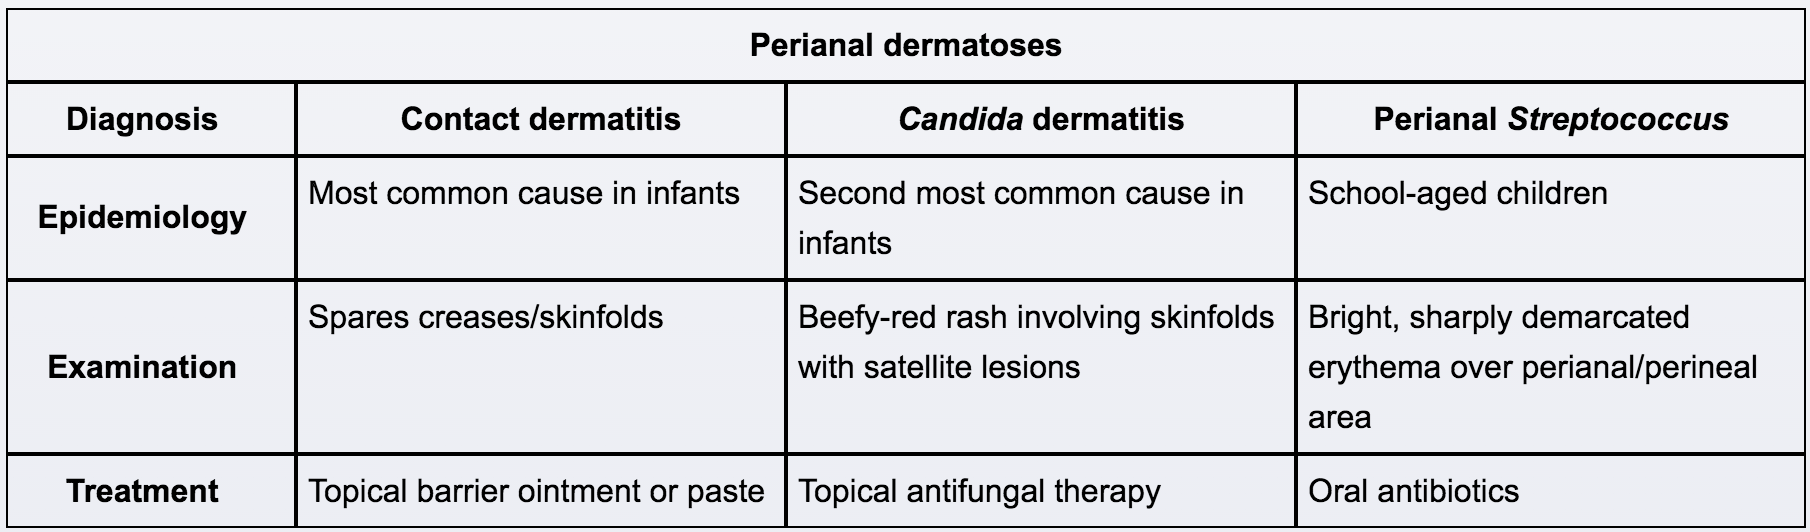 Perianal dermatoses
Diagnosis
Contact dermatitis
Candida dermatitis
Perianal Streptococcus
Epidemiology
Most common cause in infants
Second most common cause in
infants
School-aged children
Examination
Spares creases/skinfolds
Beefy-red rash involving skinfolds
with satellite lesions
Bright, sharply demarcated
erythema over perianal/perineal
area
Treatment
Topical barrier ointment or paste
Topical antifungal therapy
Oral antibiotics